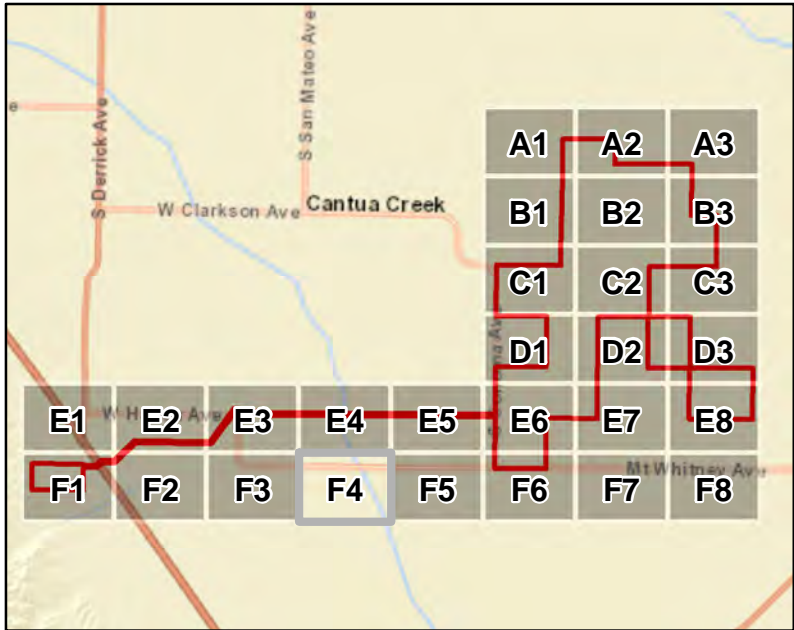 S San Mateo Ave
S Derrick Ave
e
A1 A2 A3
W Clarkson Ave Cantua Creek
B1 B2 B3
C1 C2 C3
D1 D2 D3
W H Ave
E1 E2 E3 E4 E5 E6 E7 E8
Mt Whitney Ave
F1 F2 F3 F4 F5 F6 F7 F8